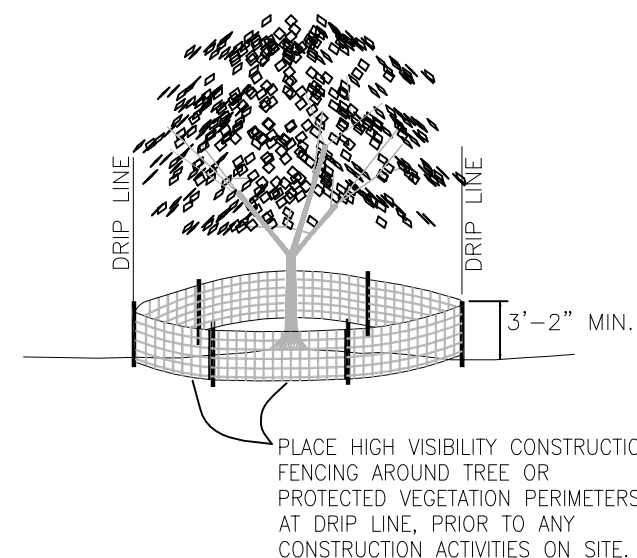 DRIP LINE
DRIP LINE
3'-2" MIN.
PLACE HIGH VISIBILITY CONSTRUCTIO
FENCING AROUND TREE OR
PROTECTED VEGETATION PERIMETERS
AT DRIP LINE, PRIOR TO ANY
CONSTRUCTION ACTIVITIES ON SITE.